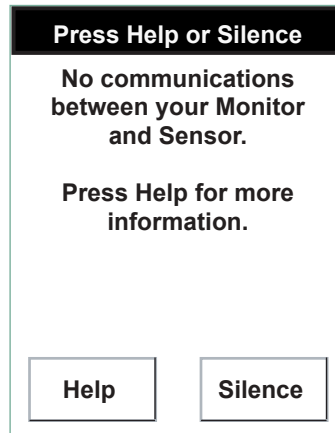 Press Help or Silence
No communications
between your Monitor
and Sensor.
Press Help for more
information.
Help
Silence